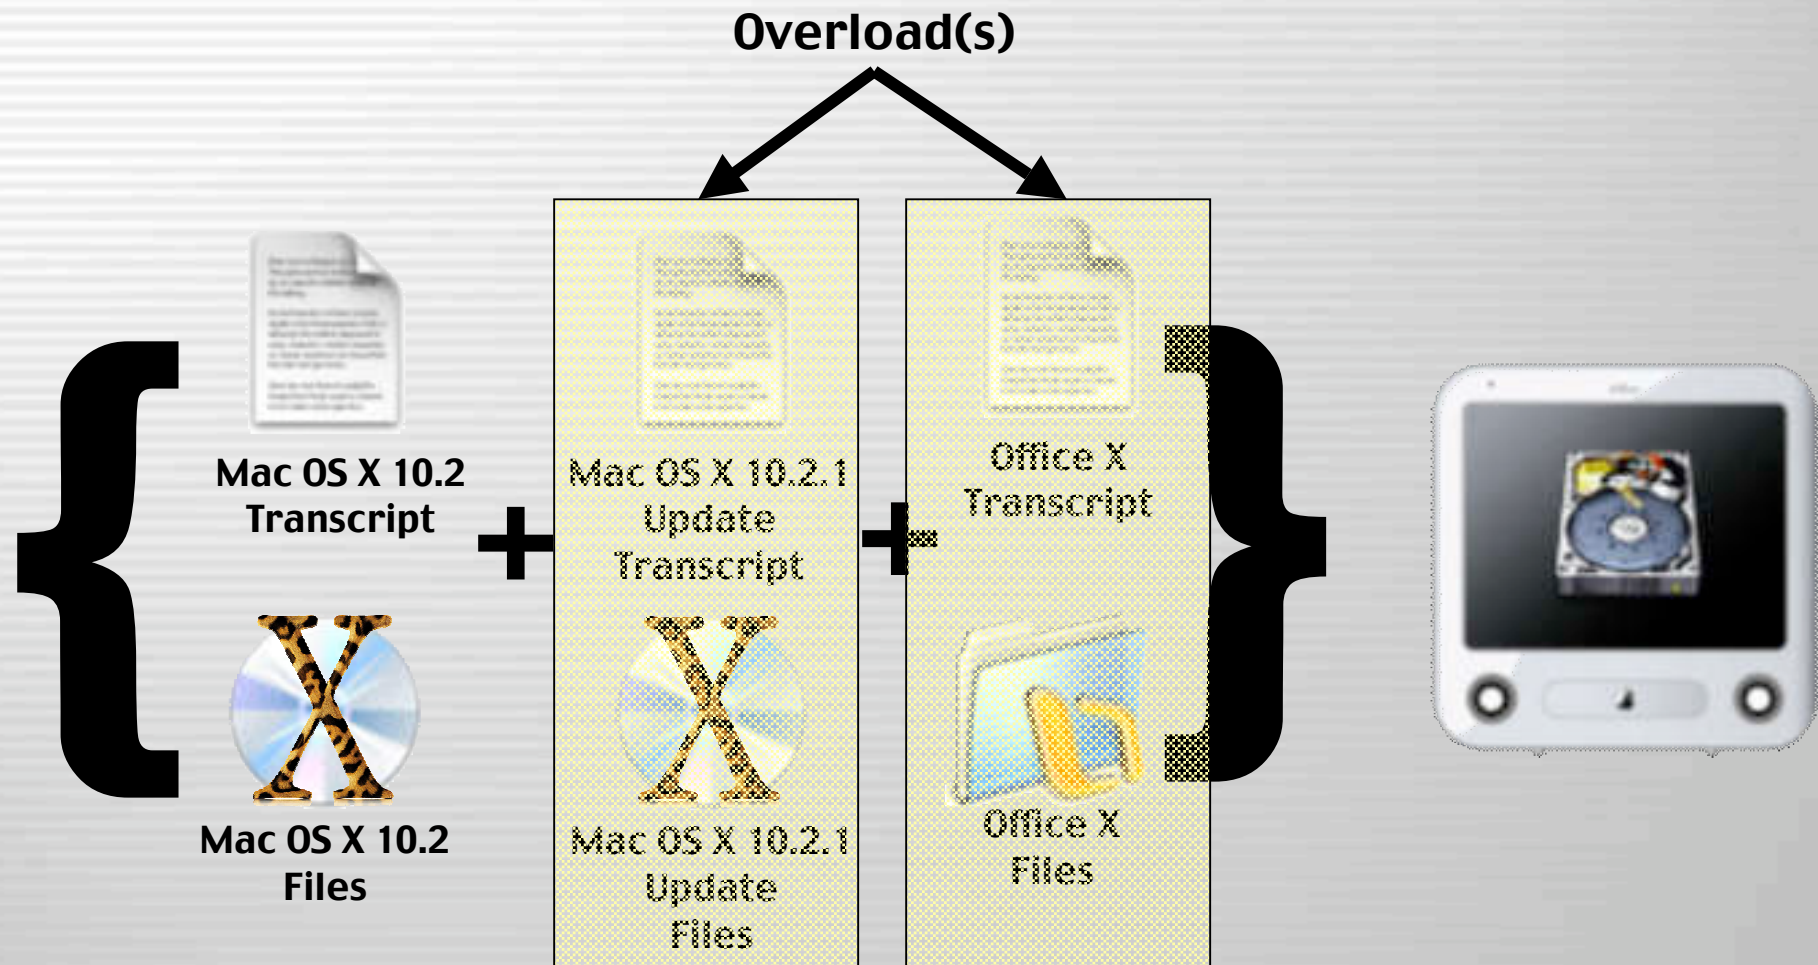 Overload(s)
Mac OS X 10.2
Transcript
Mac OS X 10.2.1
Update
Transcript
Office X
Transcript
Mac OS X 10.2
Files
Mac OS X 10.2.1
Update
Files
Office X
Files